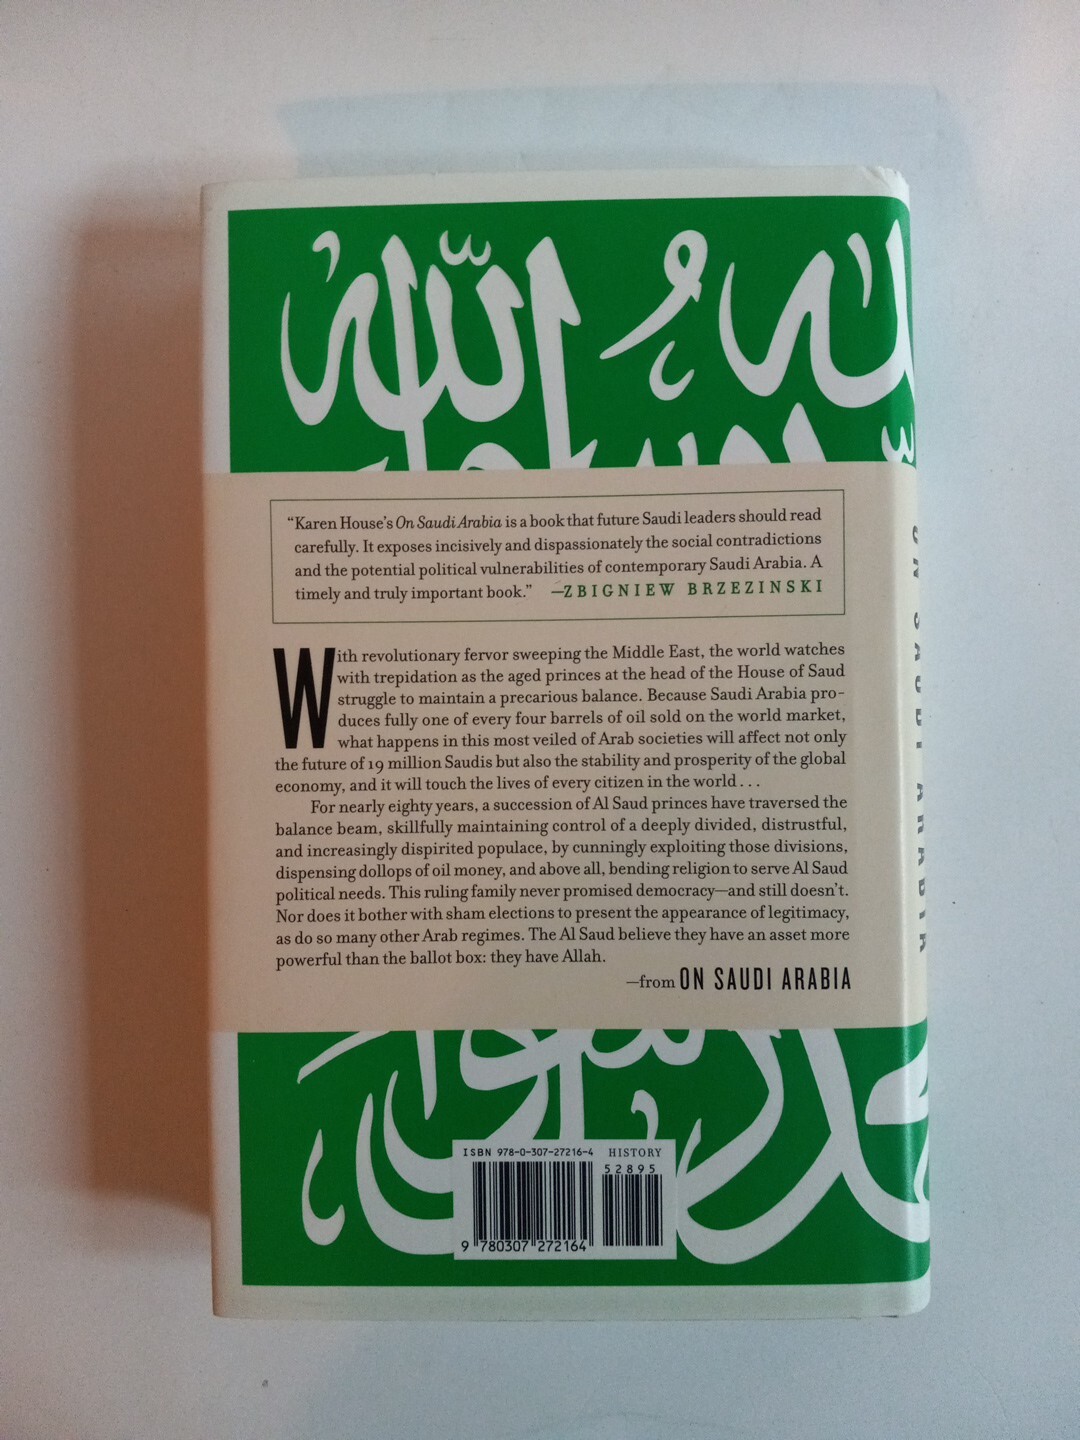 “Karen House’s On Saudi Arabia is a book that future Saudi leaders should read
carefully. It exposes incisively and dispassionately the social contradictions
and the potential political vulnerabilities of contemporary Saudi Arabia. A
timely and truly important book.” —ZBIGNIEW BRZEZINSKI
With revolutionary fervor sweeping the Middle East, the world watches
with trepidation as the aged princes at the head of the House of Saud
struggle to maintain a precarious balance. Because Saudi Arabia pro-
duces fully one of every four barrels of oil sold on the world market,
what happens in this most veiled of Arab societies will affect not only
the future of 19 million Saudis but also the stability and prosperity of the global
economy, and it will touch the lives of every citizen in the world . . .
For nearly eighty years, a succession of Al Saud princes have traversed the
balance beam, skillfully maintaining control of a deeply divided, distrustful,
and increasingly dispirited populace, by cunningly exploiting those divisions,
dispensing dollops of oil money, and above all, bending religion to serve Al Saud
political needs. This ruling family never promised democracy—and still doesn’t.
Nor does it bother with sham elections to present the appearance of legitimacy,
as do so many other Arab regimes. The Al Saud believe they have an asset more
powerful than the ballot box: they have Allah.
—from ON SAUDI ARABIA
ISBN 978-0-307-27216-4 HISTORY
52895
9 780307 272164
ON SAUDI ARABIA
الله